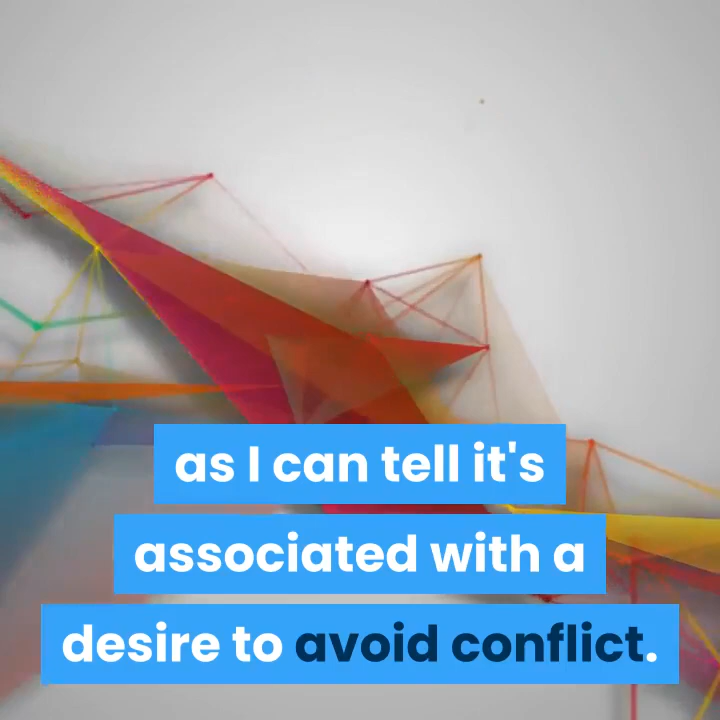 as I can tell it's
associated with a
desire to avoid conflict.